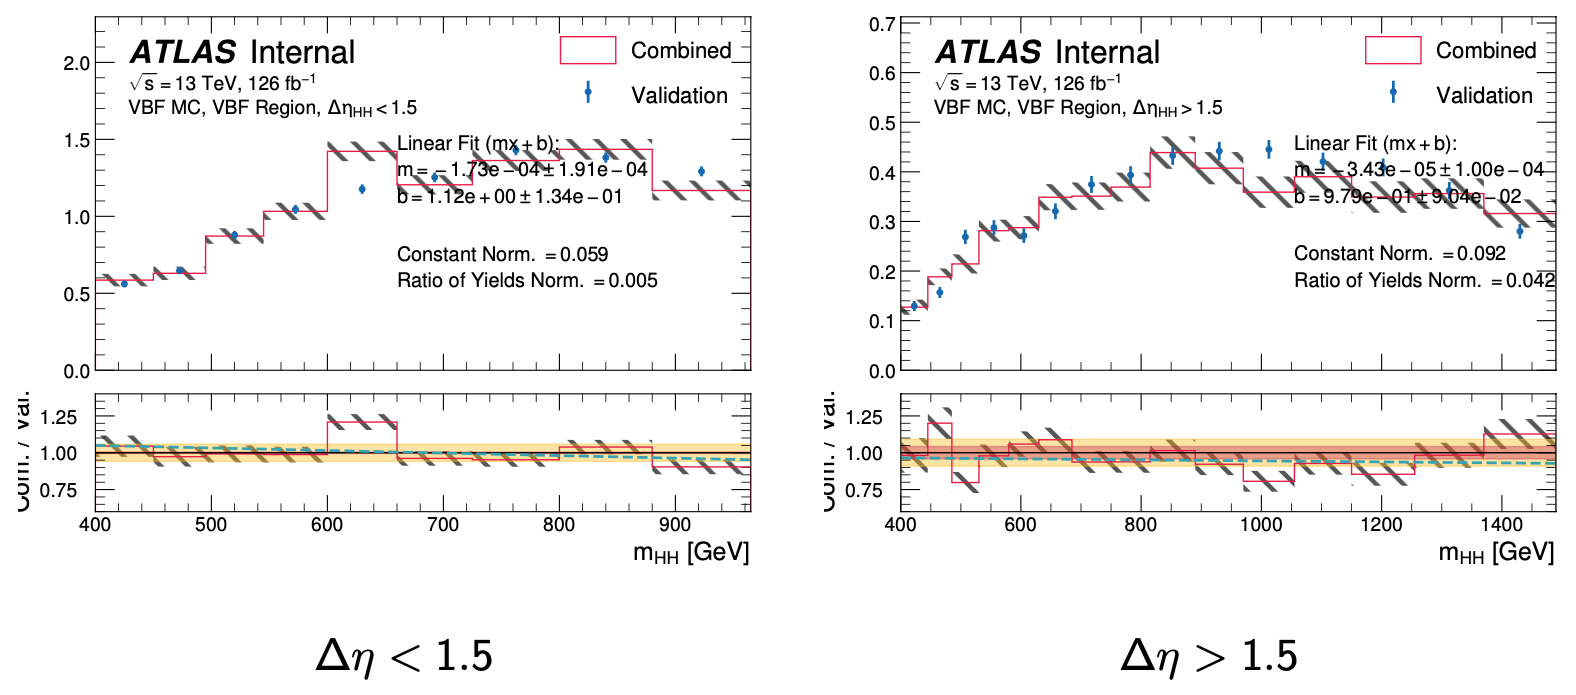 ATLAS Internal
√s = 13 TeV, 126 fb⁻¹
VBF MC, VBF Region, Δη_HH < 1.5
Combined
Validation
Linear Fit (mx + b):
m = −1.73e − 04 ± 1.91e − 04
b = 1.12e + 00 ± 1.34e − 01
Constant Norm. = 0.059
Ratio of Yields Norm. = 0.005
2.0
1.5
1.0
0.5
0.0
Com. / Val.
1.25
1.00
0.75
400 500 600 700 800 900
m_HH [GeV]
Δη < 1.5
ATLAS Internal
√s = 13 TeV, 126 fb⁻¹
VBF MC, VBF Region, Δη_HH > 1.5
Combined
Validation
Linear Fit (mx + b):
m = −3.43e − 05 ± 1.00e − 04
b = 9.79e − 01 ± 9.04e − 02
Constant Norm. = 0.092
Ratio of Yields Norm. = 0.042
0.7
0.6
0.5
0.4
0.3
0.2
0.1
0.0
Com. / Val.
1.25
1.00
0.75
400 600 800 1000 1200 1400
m_HH [GeV]
Δη > 1.5